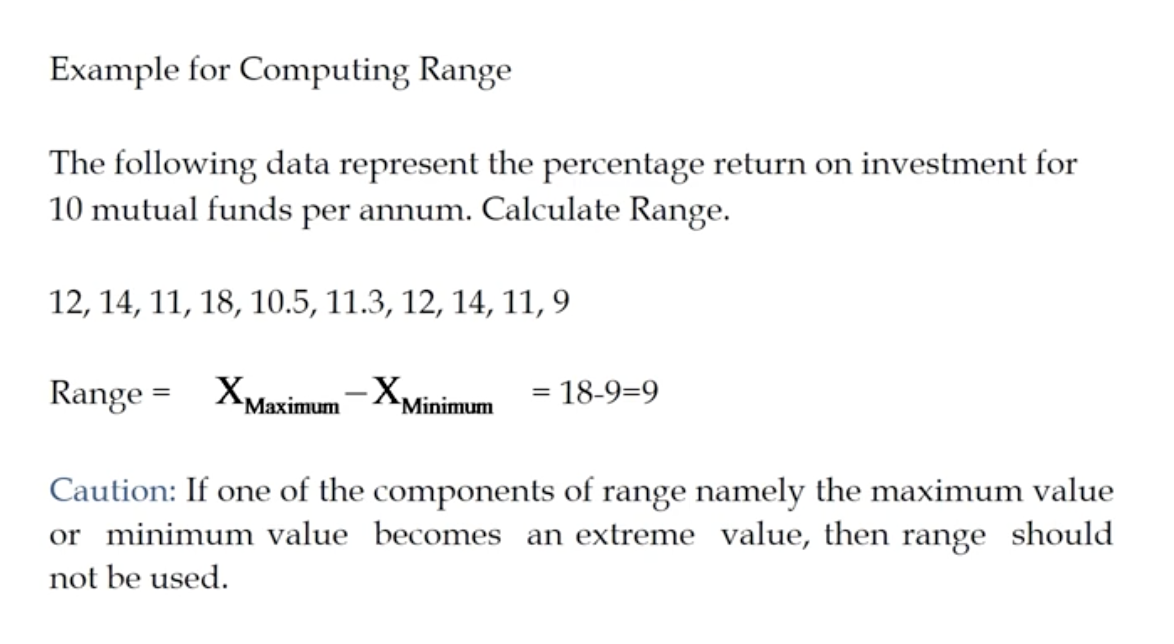 Example for Computing Range
The following data represent the percentage return on investment for
10 mutual funds per annum. Calculate Range.
12, 14, 11, 18, 10.5, 11.3, 12, 14, 11, 9
Range = X Maximum – X Minimum = 18-9=9
Caution: If one of the components of range namely the maximum value
or minimum value becomes an extreme value, then range should
not be used.